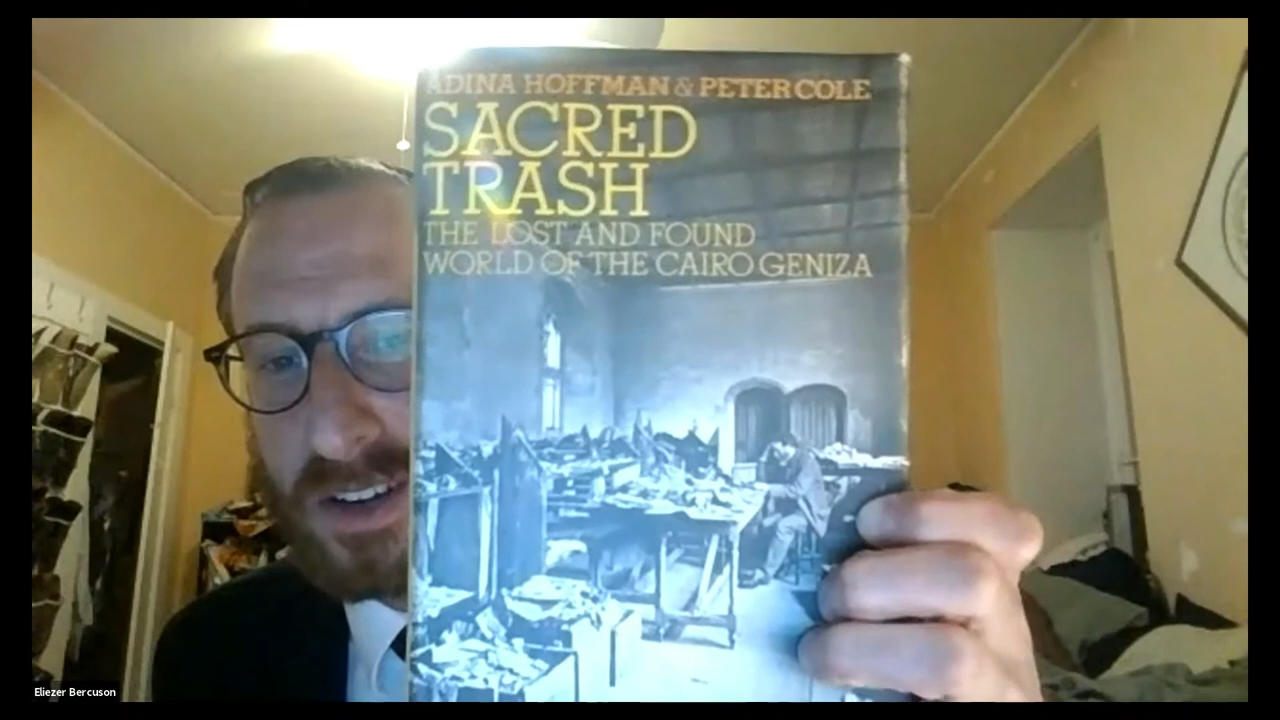 ADINA HOFFMAN & PETER COLE
SACRED
TRASH
THE LOST AND FOUND
WORLD OF THE CAIRO GENIZA
Eliezer Bercuson